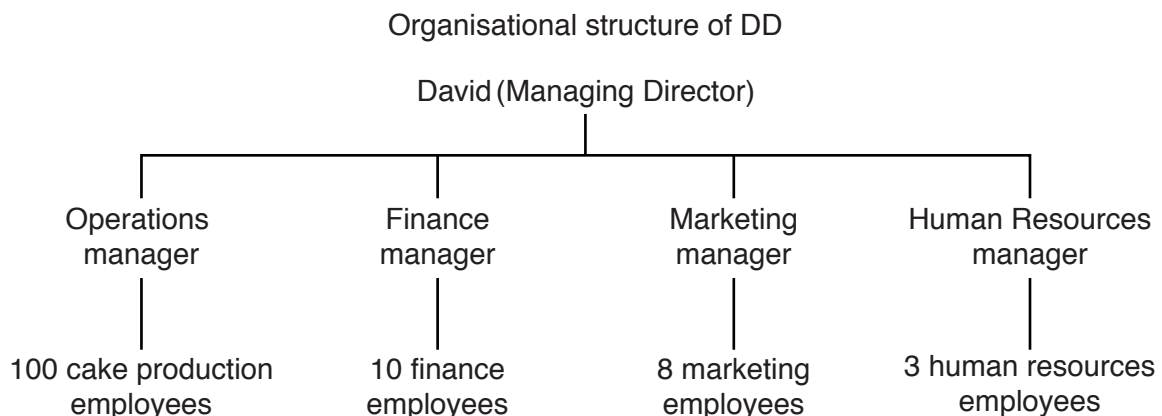 Organisational structure of DD
David (Managing Director)
Operations
manager
Finance
manager
Marketing
manager
Human Resources
manager
100 cake production
employees
10 finance
employees
8 marketing
employees
3 human resources
employees